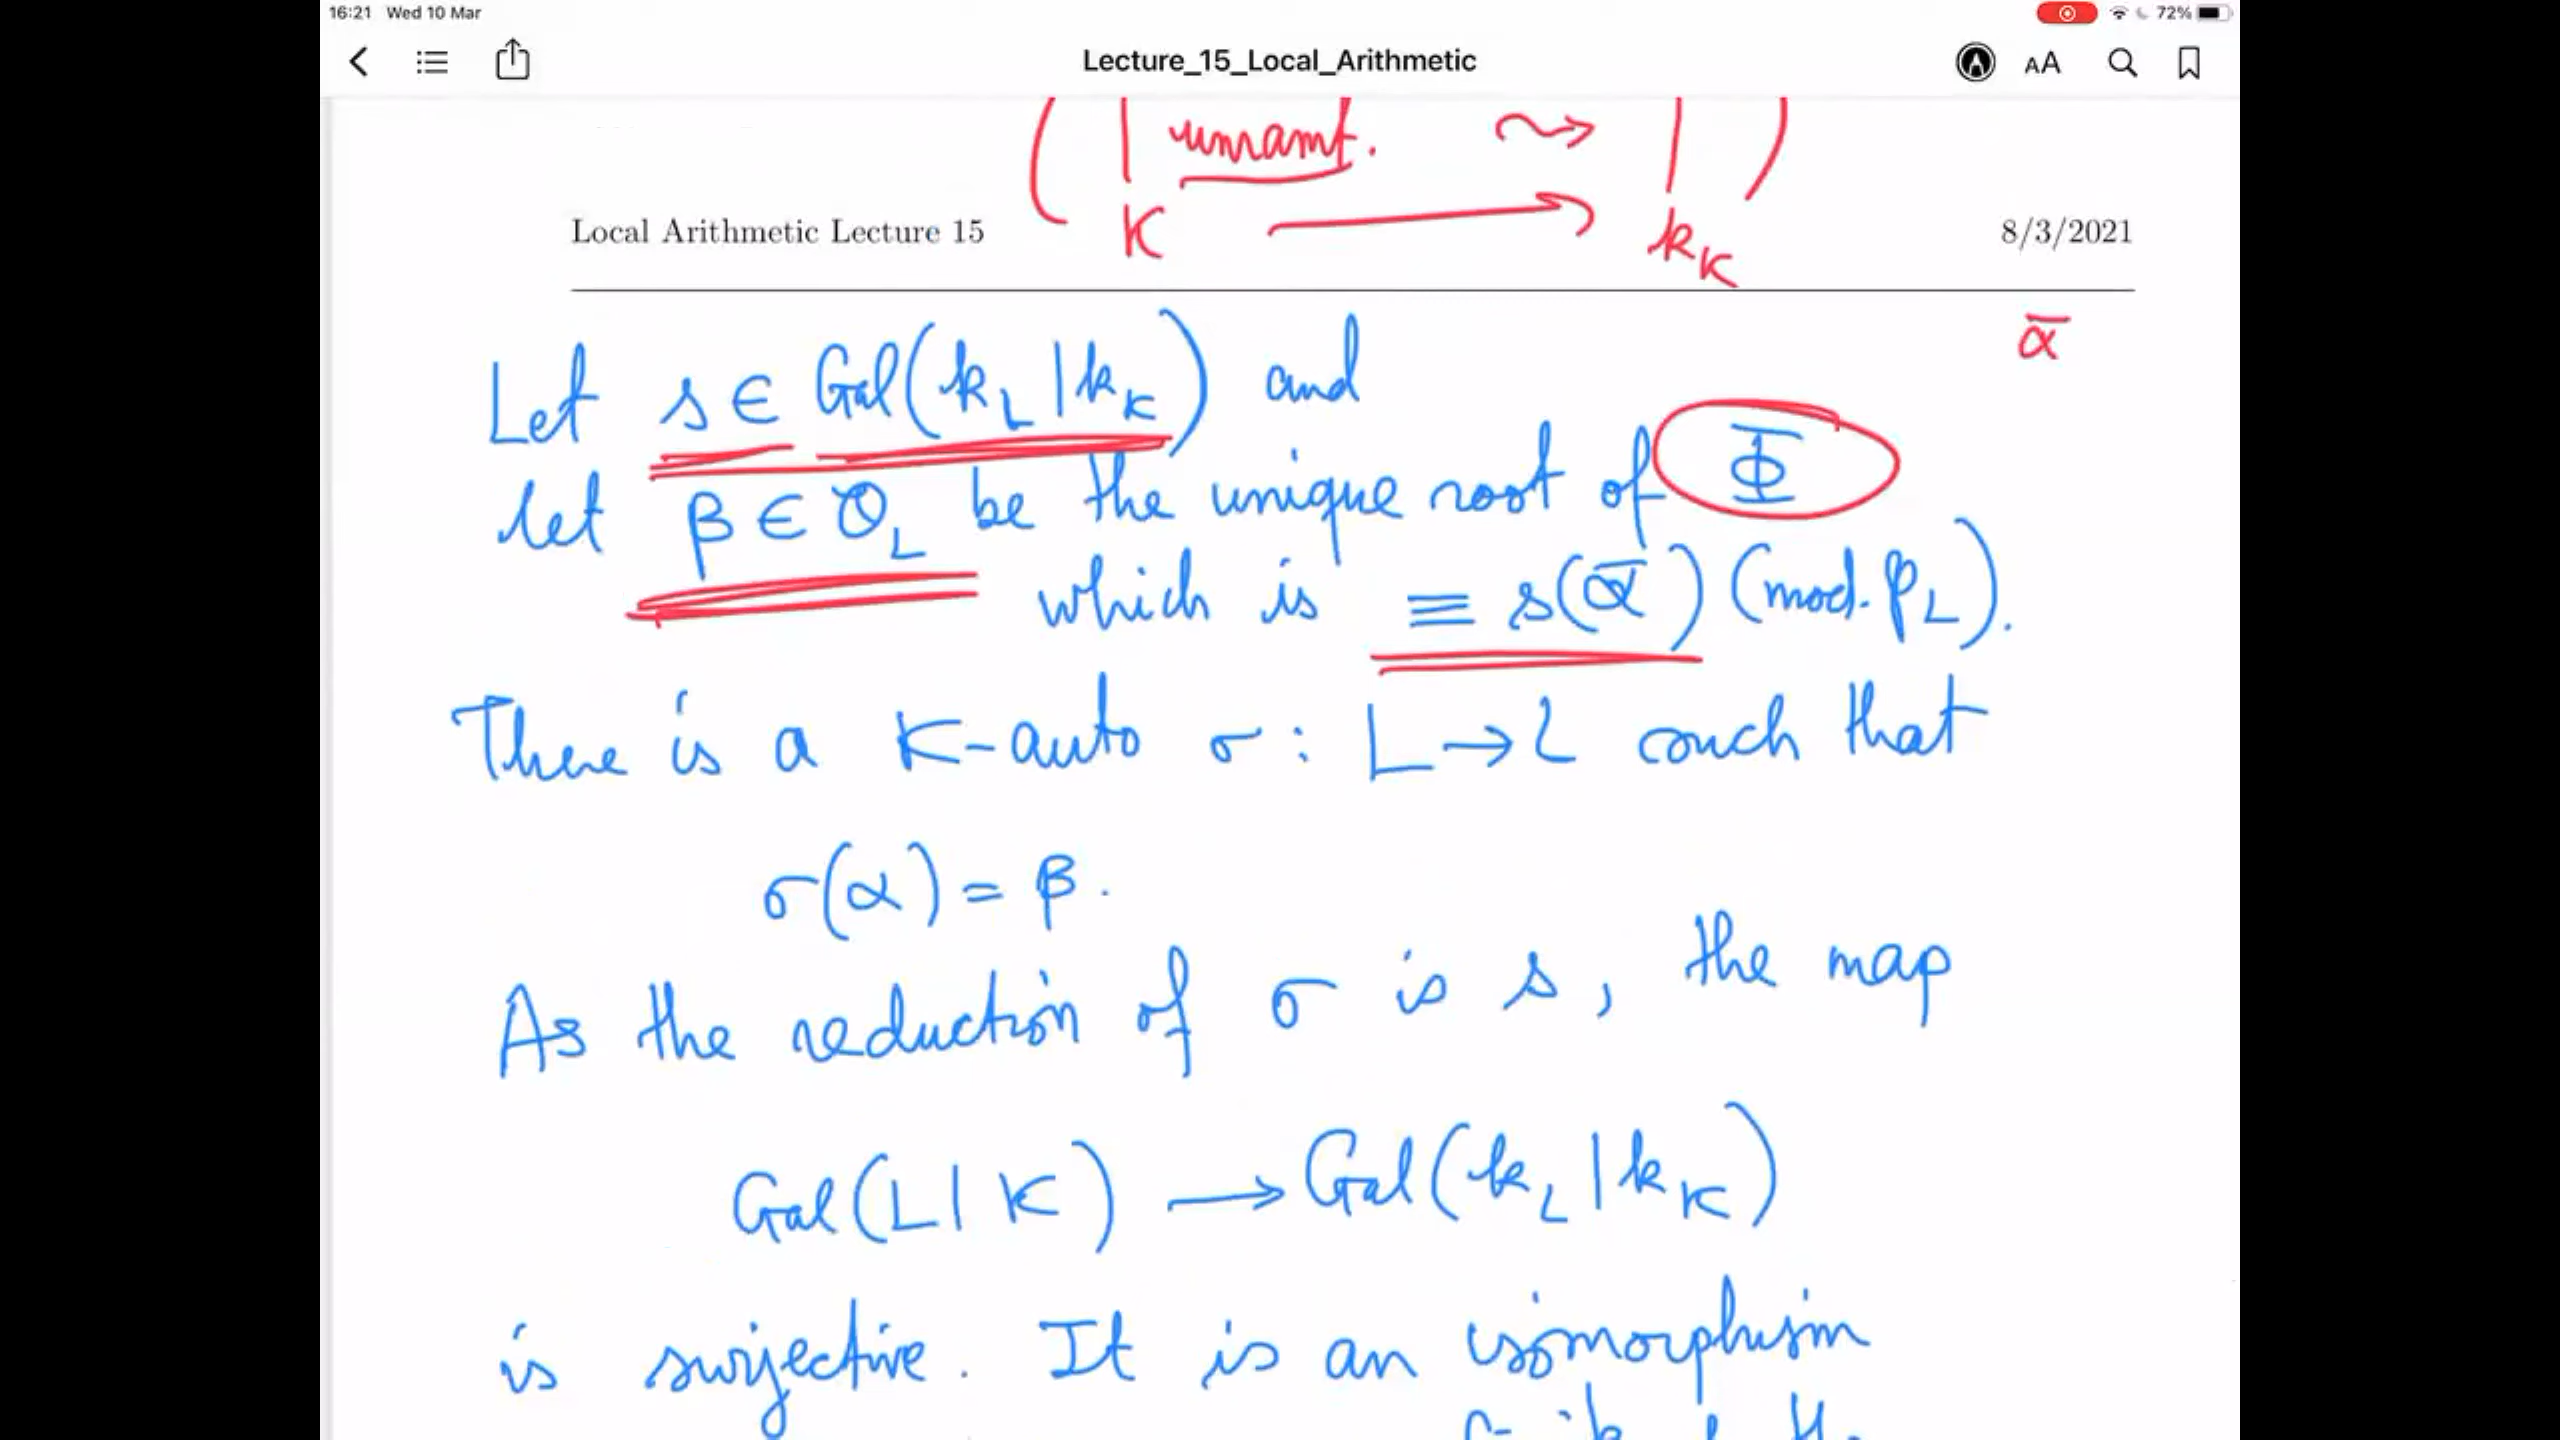 16:21 Wed 10 Mar 72%
Lecture_15_Local_Arithmetic
AA
( | unramf. ⇝ | )
K → k_K
Local Arithmetic Lecture 15 8/3/2021
ᾱ
Let s ∈ Gal(k_L | k_K) and
let β ∈ O_L be the unique root of Φ
which is ≡ s(ᾱ) (mod. p_L).
There is a K-auto σ : L → L such that
σ(α) = β.
As the reduction of σ is s, the map
Gal(L | K) → Gal(k_L | k_K)
is surjective. It is an isomorphism